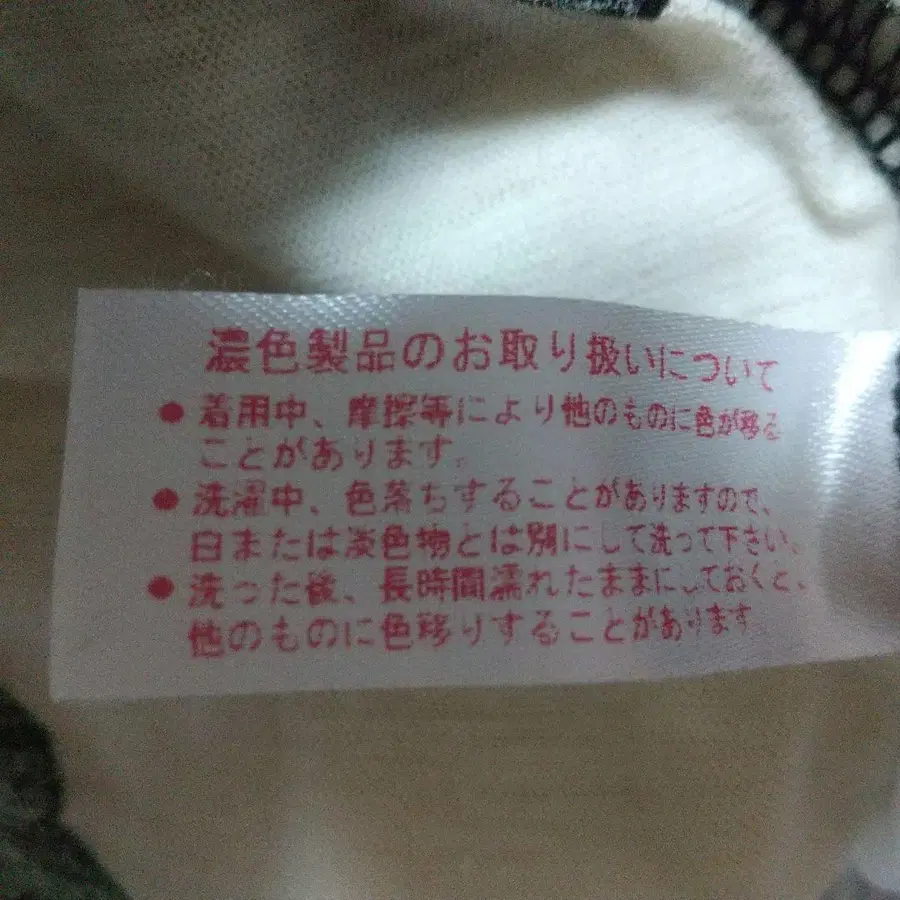 濃色製品のお取り扱いについて
● 着用中、摩擦等により他のものに色が移る
ことがあります。
● 洗濯中、色落ちすることがありますので、
白または淡色物とは別にして洗って下さい。
● 洗った後、長時間濡れたままにしておくと、
他のものに色移りすることがあります